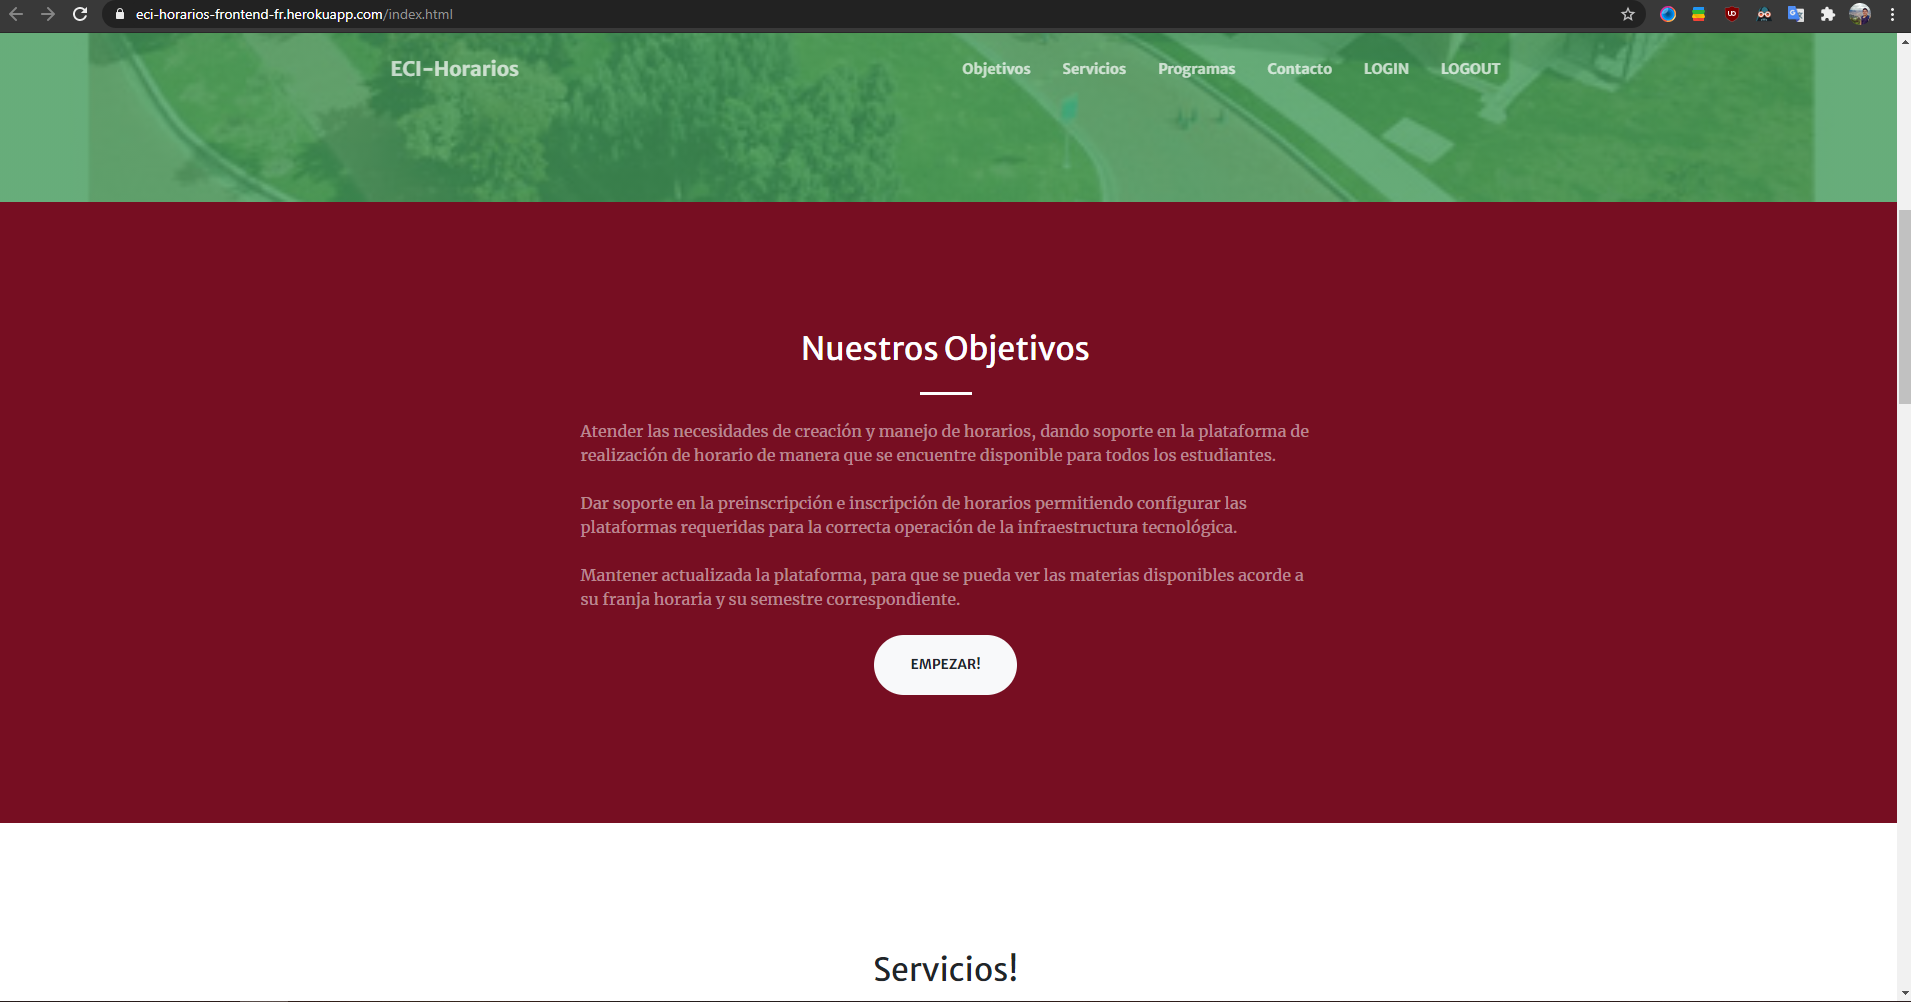 eci-horarios-frontend-fr.herokuapp.com/index.html
ECI-Horarios
Objetivos
Servicios
Programas
Contacto
LOGIN
LOGOUT
Nuestros Objetivos
Atender las necesidades de creación y manejo de horarios, dando soporte en la plataforma de
realización de horario de manera que se encuentre disponible para todos los estudiantes.
Dar soporte en la preinscripción e inscripción de horarios permitiendo configurar las
plataformas requeridas para la correcta operación de la infraestructura tecnológica.
Mantener actualizada la plataforma, para que se pueda ver las materias disponibles acorde a
su franja horaria y su semestre correspondiente.
EMPEZAR!
Servicios!